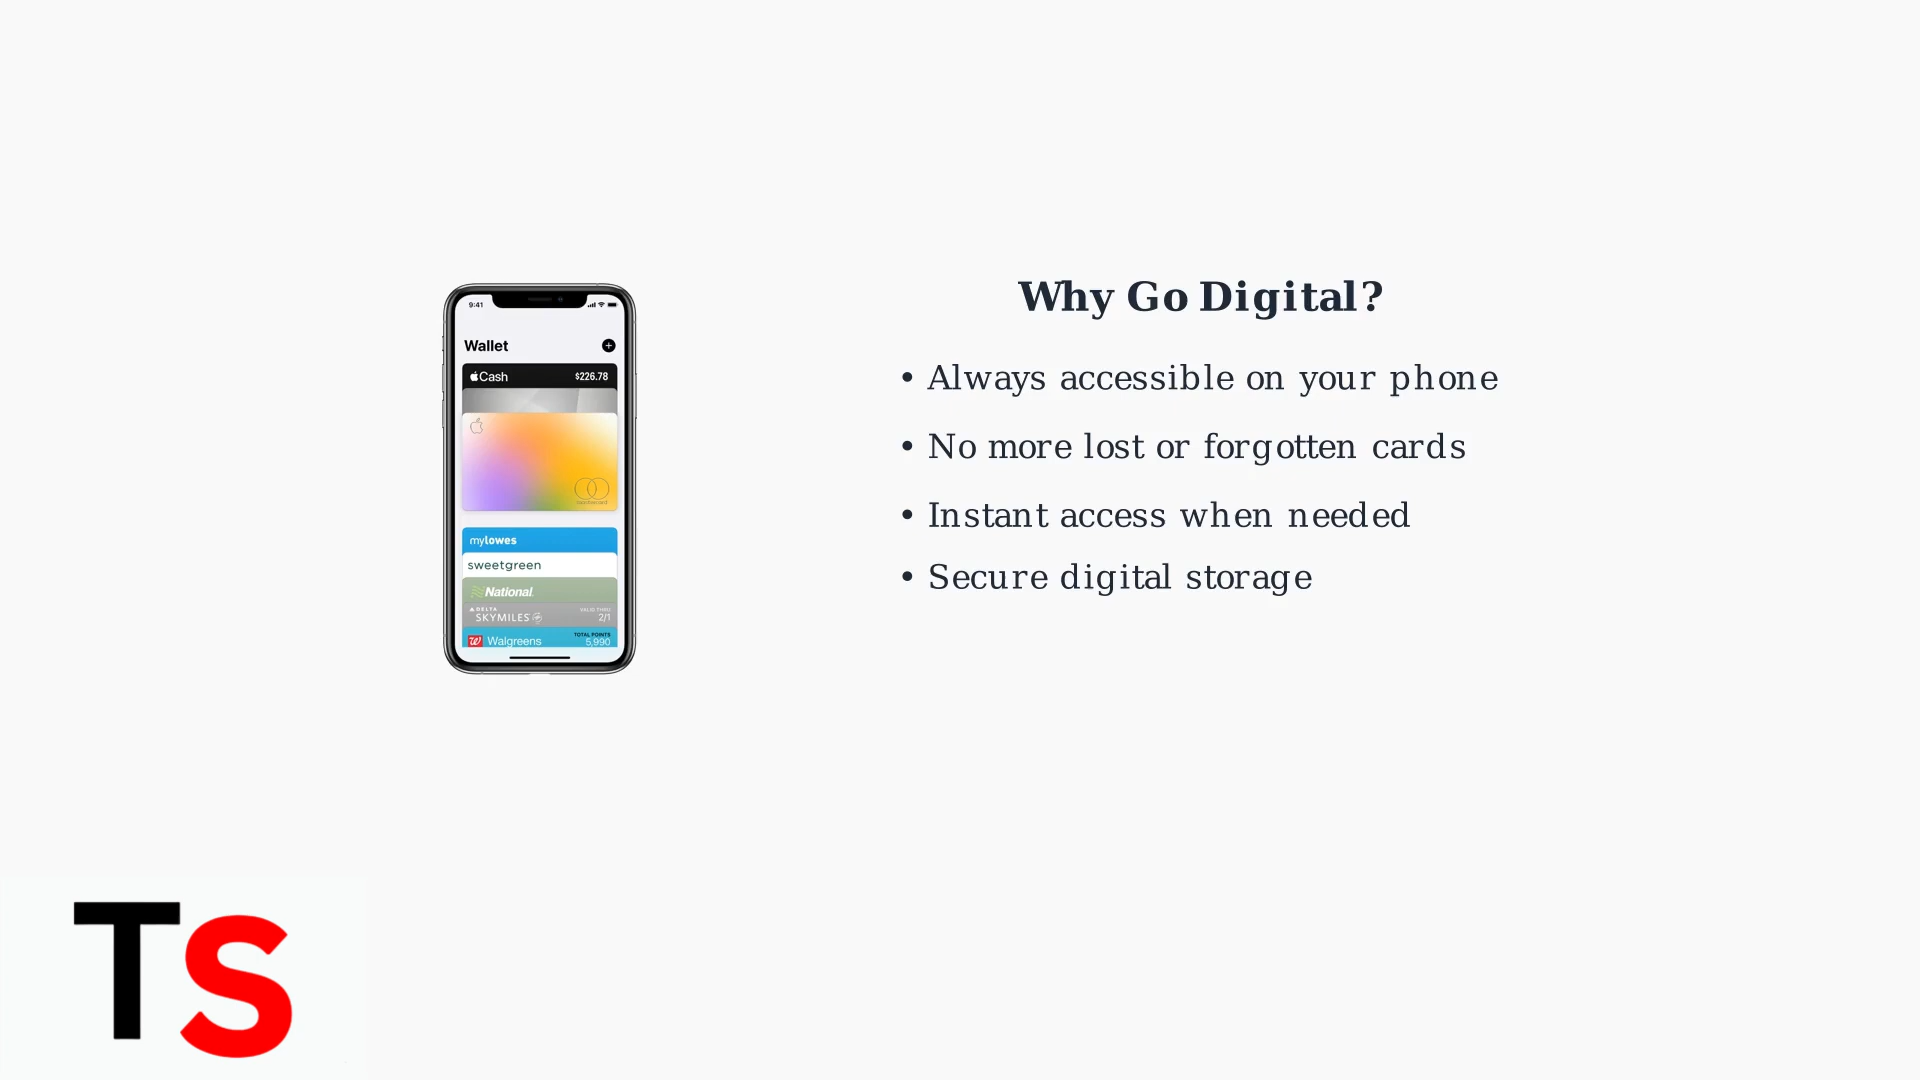 9:41
Wallet
Cash $226.78
mylowes
sweetgreen
National
DELTA VALID THRU
SKYMILES 2/1
Walgreens TOTAL POINTS
5,990
Why Go Digital?
• Always accessible on your phone
• No more lost or forgotten cards
• Instant access when needed
• Secure digital storage
TS